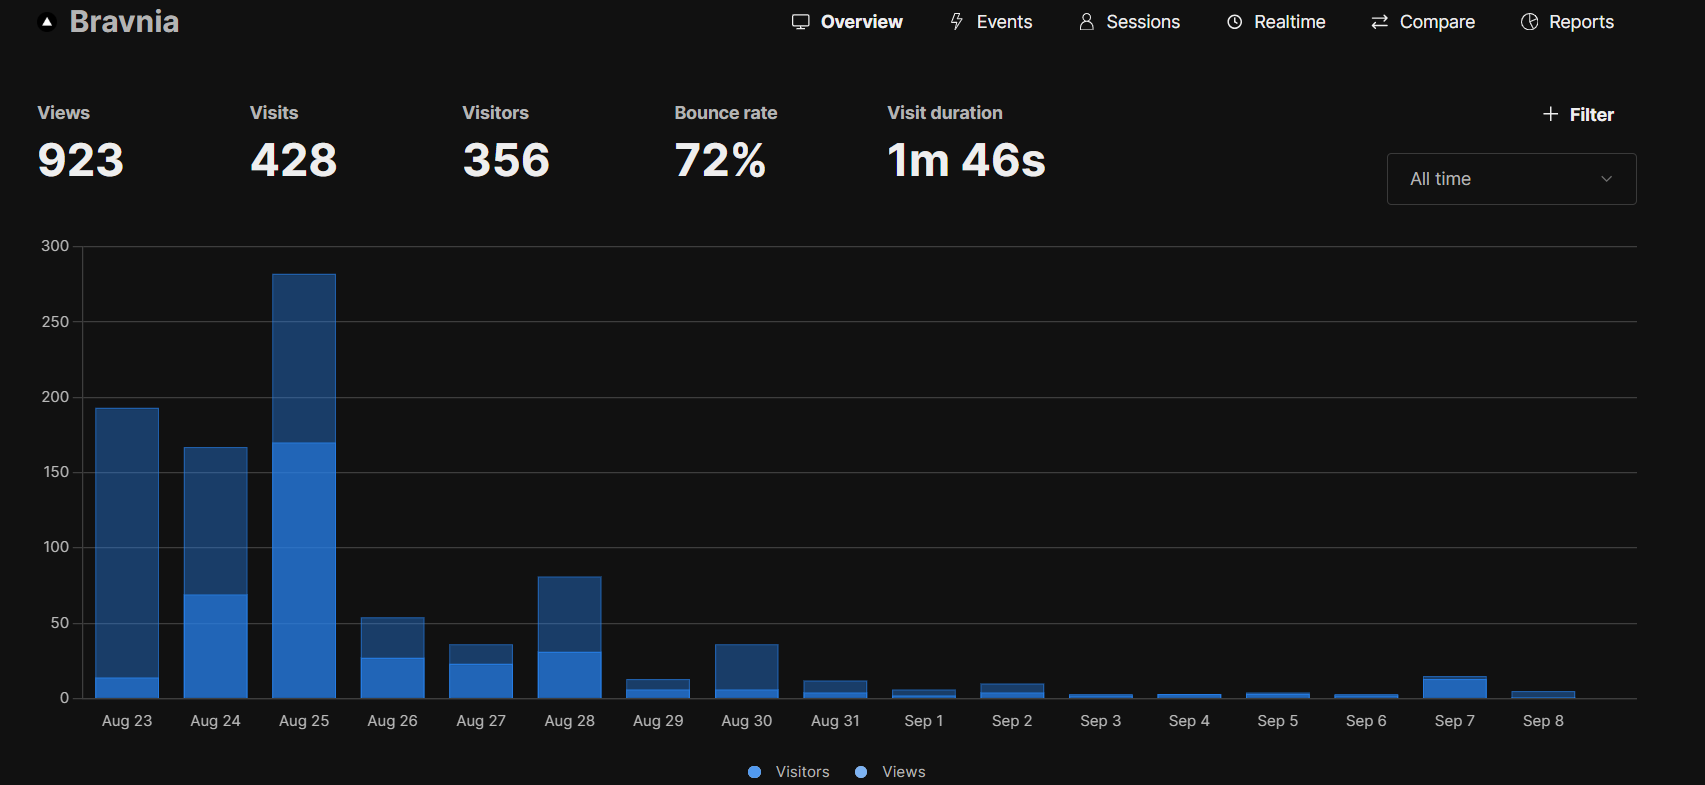 Bravnia
Overview Events Sessions Realtime Compare Reports
Views Visits Visitors Bounce rate Visit duration
923 428 356 72% 1m 46s
Filter
All time
300
250
200
150
100
50
0
Aug 23 Aug 24 Aug 25 Aug 26 Aug 27 Aug 28 Aug 29 Aug 30 Aug 31 Sep 1 Sep 2 Sep 3 Sep 4 Sep 5 Sep 6 Sep 7 Sep 8
Visitors Views